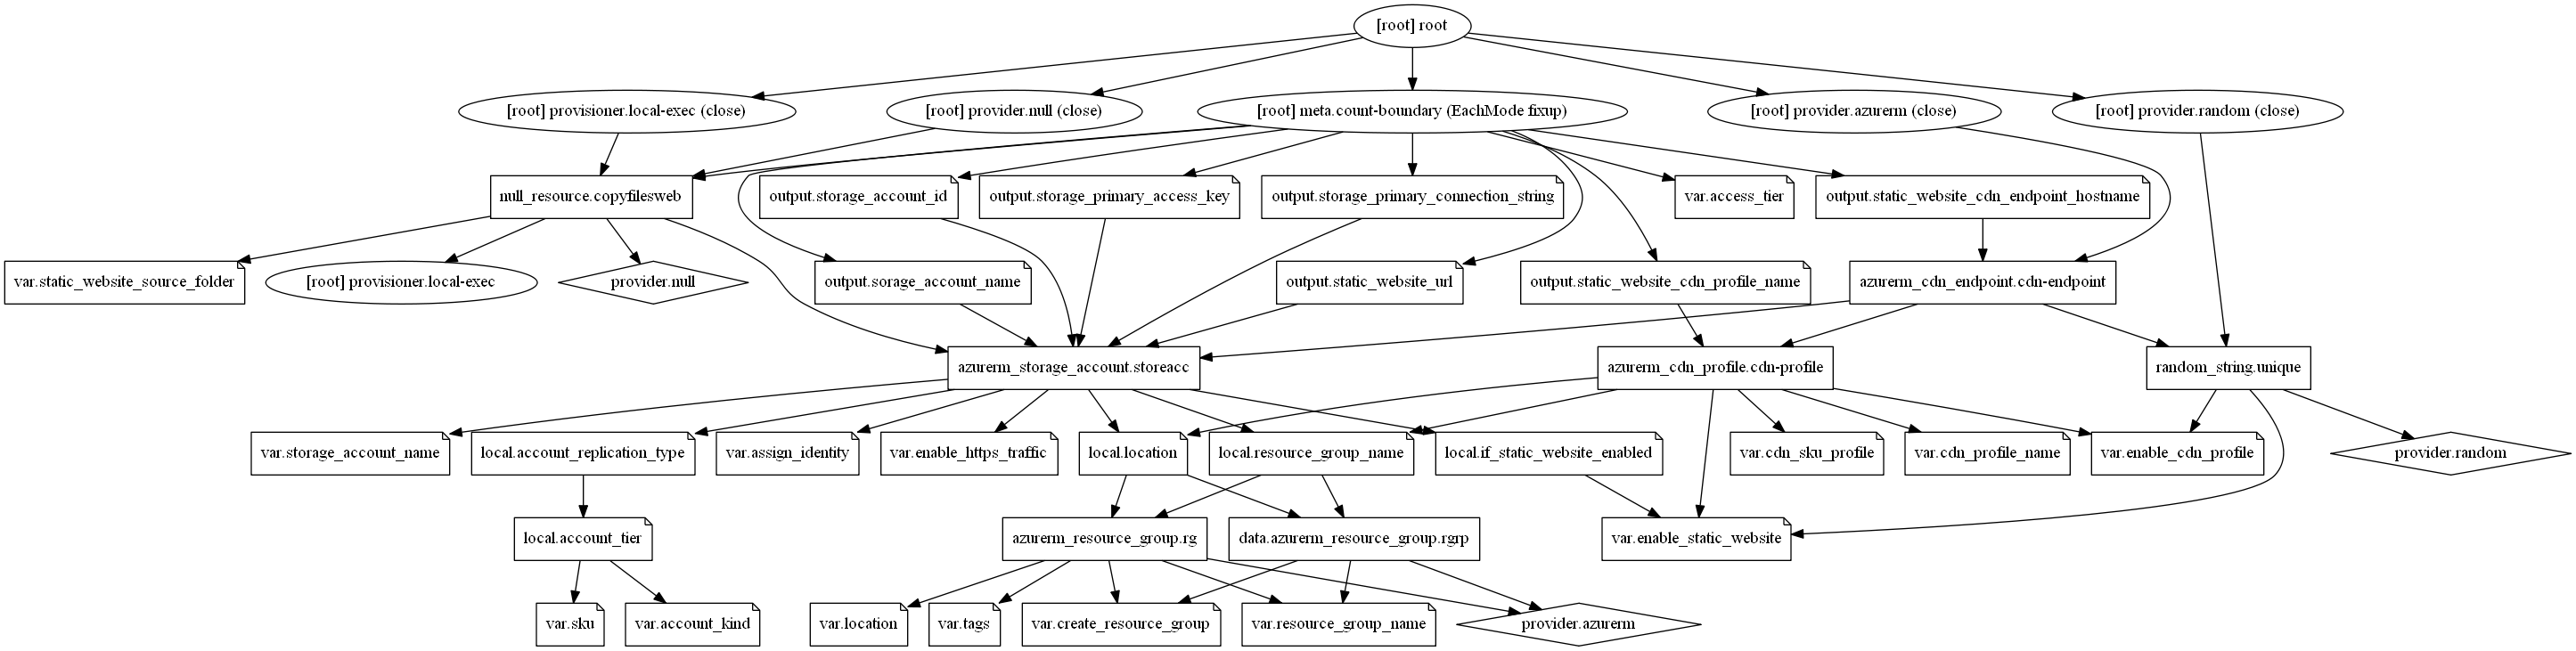 [root] root
[root] provisioner.local-exec (close)
[root] provider.null (close)
[root] meta.count-boundary (EachMode fixup)
[root] provider.azurerm (close)
[root] provider.random (close)
null_resource.copyfilesweb
output.storage_account_id
output.storage_primary_access_key
output.storage_primary_connection_string
var.access_tier
output.static_website_cdn_endpoint_hostname
var.static_website_source_folder
[root] provisioner.local-exec
provider.null
output.sorage_account_name
output.static_website_url
output.static_website_cdn_profile_name
azurerm_cdn_endpoint.cdn-endpoint
azurerm_storage_account.storeacc
azurerm_cdn_profile.cdn-profile
random_string.unique
var.storage_account_name
local.account_replication_type
var.assign_identity
var.enable_https_traffic
local.location
local.resource_group_name
local.if_static_website_enabled
var.cdn_sku_profile
var.cdn_profile_name
var.enable_cdn_profile
provider.random
local.account_tier
azurerm_resource_group.rg
data.azurerm_resource_group.rgrp
var.enable_static_website
var.sku
var.account_kind
var.location
var.tags
var.create_resource_group
var.resource_group_name
provider.azurerm